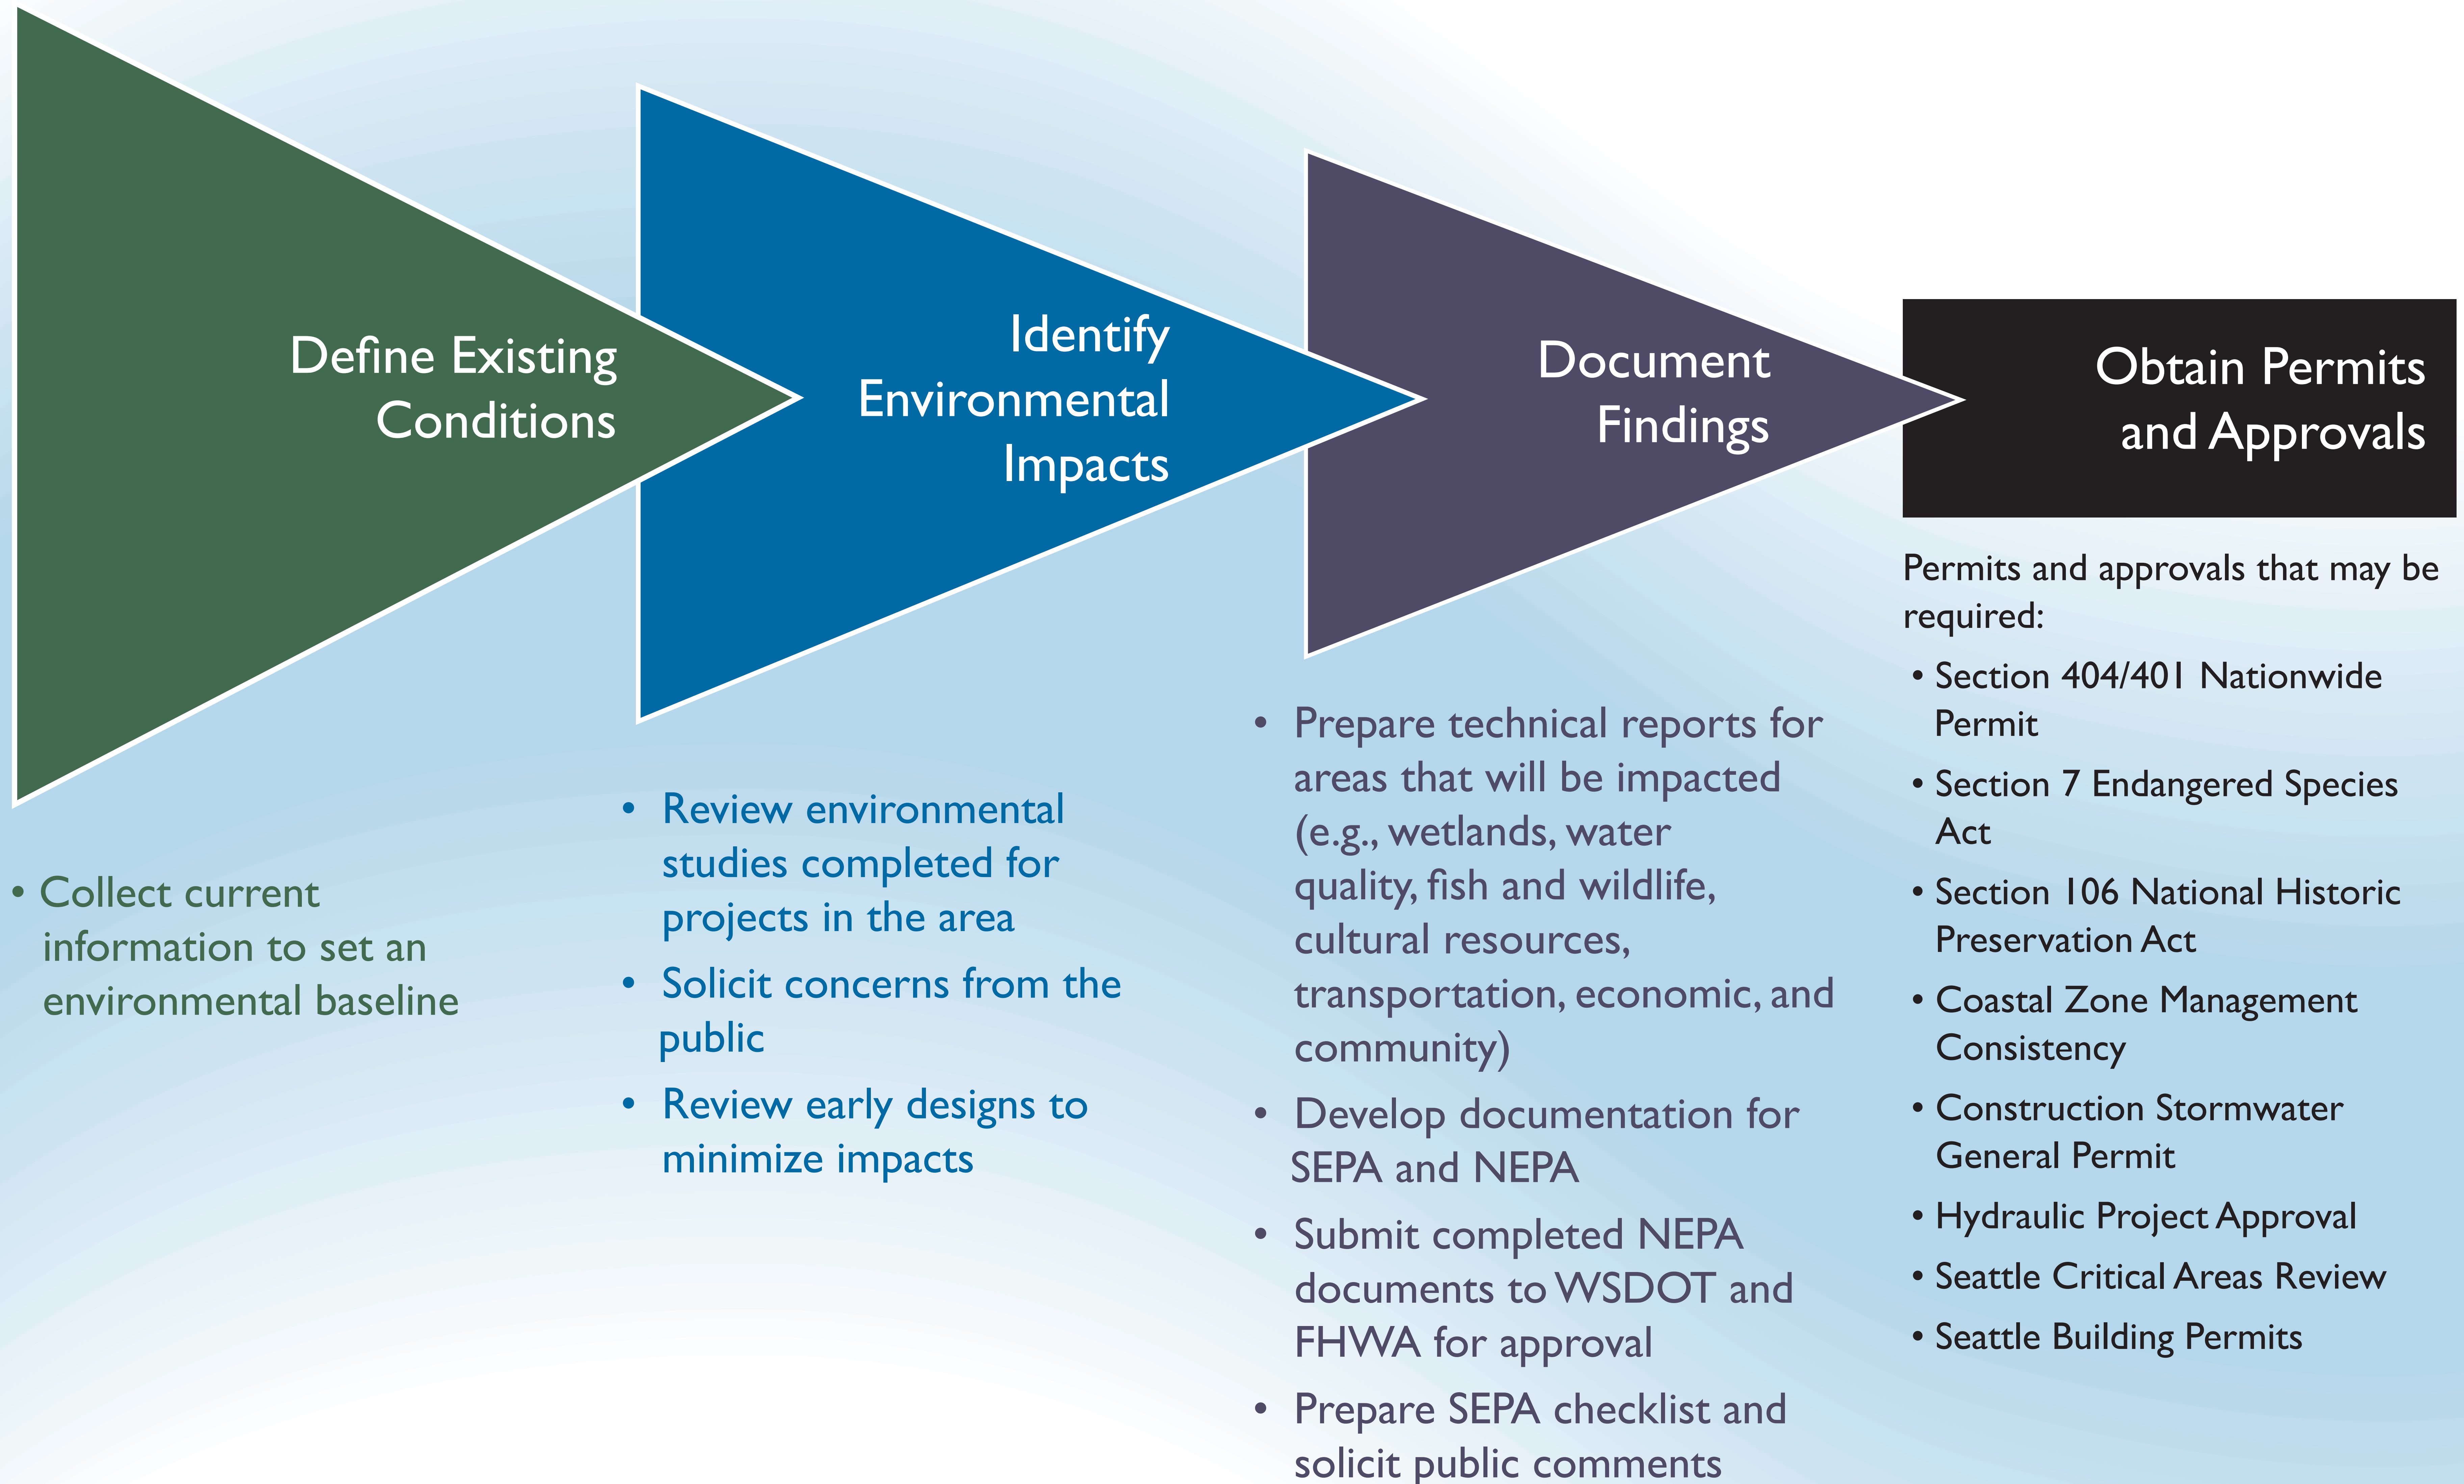 Define Existing
Conditions
• Collect current
information to set an
environmental baseline
Identify
Environmental
Impacts
• Review environmental
studies completed for
projects in the area
• Solicit concerns from the
public
• Review early designs to
minimize impacts
Document
Findings
• Prepare technical reports for
areas that will be impacted
(e.g., wetlands, water
quality, fish and wildlife,
cultural resources,
transportation, economic, and
community)
• Develop documentation for
SEPA and NEPA
• Submit completed NEPA
documents to WSDOT and
FHWA for approval
• Prepare SEPA checklist and
solicit public comments
Obtain Permits
and Approvals
Permits and approvals that may be
required:
• Section 404/401 Nationwide
Permit
• Section 7 Endangered Species
Act
• Section 106 National Historic
Preservation Act
• Coastal Zone Management
Consistency
• Construction Stormwater
General Permit
• Hydraulic Project Approval
• Seattle Critical Areas Review
• Seattle Building Permits